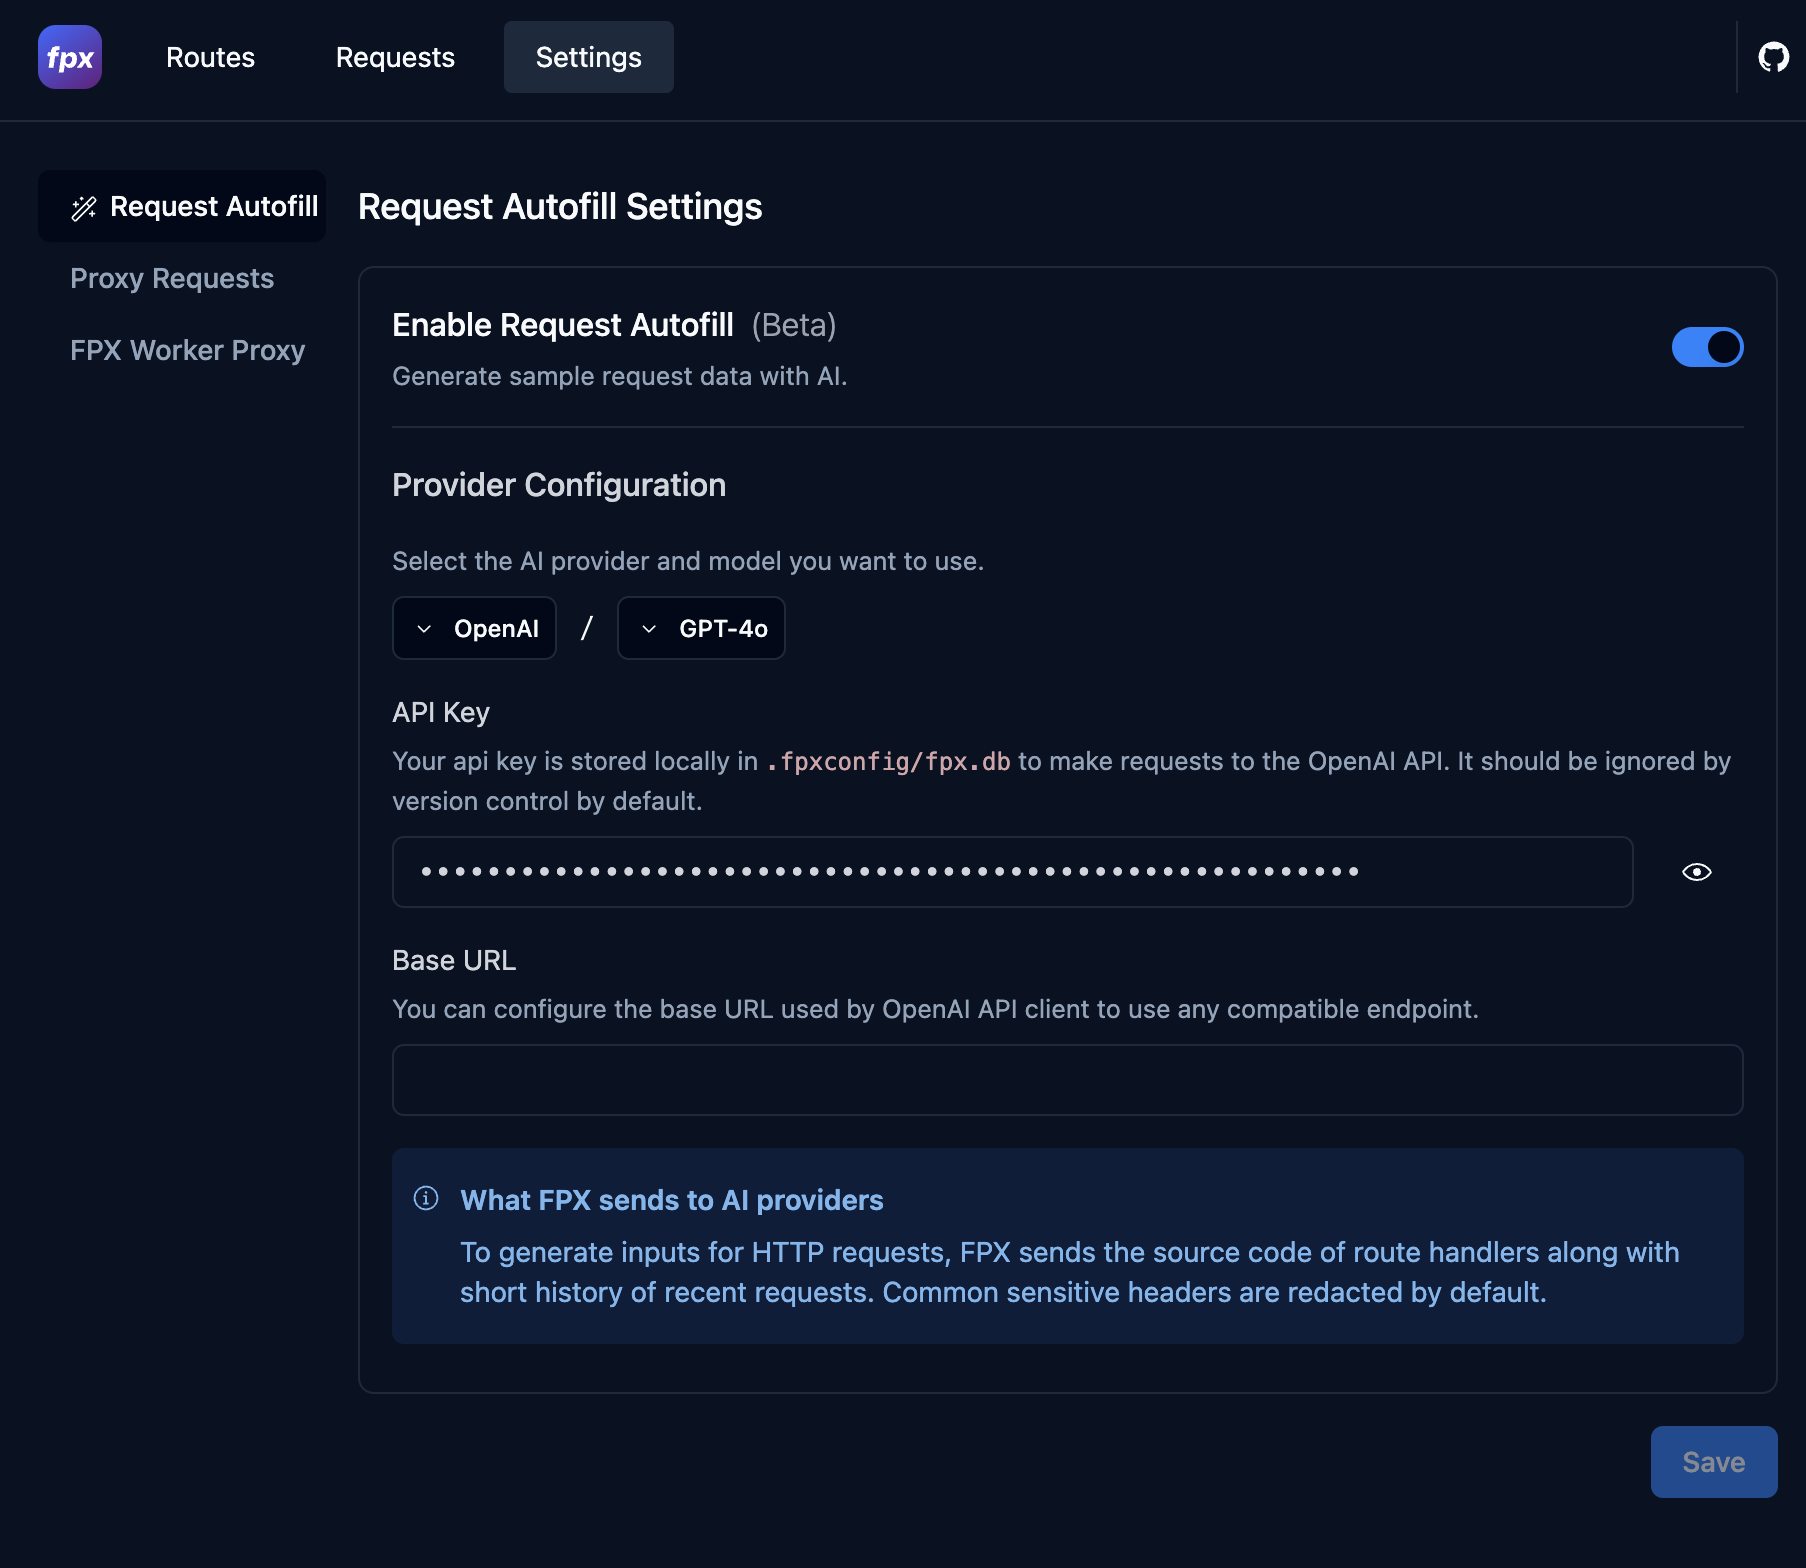 fpx
Routes
Requests
Settings
Request Autofill
Proxy Requests
FPX Worker Proxy
Request Autofill Settings
Enable Request Autofill (Beta)
Generate sample request data with AI.
Provider Configuration
Select the AI provider and model you want to use.
OpenAI / GPT-4o
API Key
Your api key is stored locally in .fpxconfig/fpx.db to make requests to the OpenAI API. It should be ignored by
version control by default.
••••••••••••••••••••••••••••••••••••••••••••••••••••••••
Base URL
You can configure the base URL used by OpenAI API client to use any compatible endpoint.
What FPX sends to AI providers
To generate inputs for HTTP requests, FPX sends the source code of route handlers along with
short history of recent requests. Common sensitive headers are redacted by default.
Save